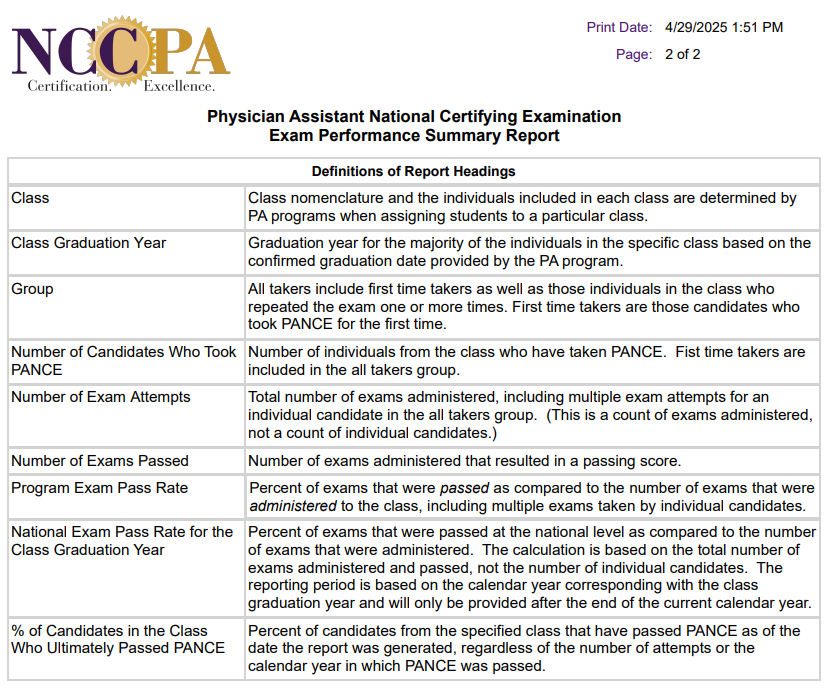 NCCPA
Certification. Excellence.
Print Date: 4/29/2025 1:51 PM
Page: 2 of 2
Physician Assistant National Certifying Examination
Exam Performance Summary Report
Definitions of Report Headings
Class
Class nomenclature and the individuals included in each class are determined by
PA programs when assigning students to a particular class.
Class Graduation Year
Graduation year for the majority of the individuals in the specific class based on the
confirmed graduation date provided by the PA program.
Group
All takers include first time takers as well as those individuals in the class who
repeated the exam one or more times. First time takers are those candidates who
took PANCE for the first time.
Number of Candidates Who Took
PANCE
Number of individuals from the class who have taken PANCE.  Fist time takers are
included in the all takers group.
Number of Exam Attempts
Total number of exams administered, including multiple exam attempts for an
individual candidate in the all takers group.  (This is a count of exams administered,
not a count of individual candidates.)
Number of Exams Passed
Number of exams administered that resulted in a passing score.
Program Exam Pass Rate
Percent of exams that were passed as compared to the number of exams that were
administered to the class, including multiple exams taken by individual candidates.
National Exam Pass Rate for the
Class Graduation Year
Percent of exams that were passed at the national level as compared to the number
of exams that were administered.  The calculation is based on the total number of
exams administered and passed, not the number of individual candidates.  The
reporting period is based on the calendar year corresponding with the class
graduation year and will only be provided after the end of the current calendar year.
% of Candidates in the Class
Who Ultimately Passed PANCE
Percent of candidates from the specified class that have passed PANCE as of the
date the report was generated, regardless of the number of attempts or the
calendar year in which PANCE was passed.